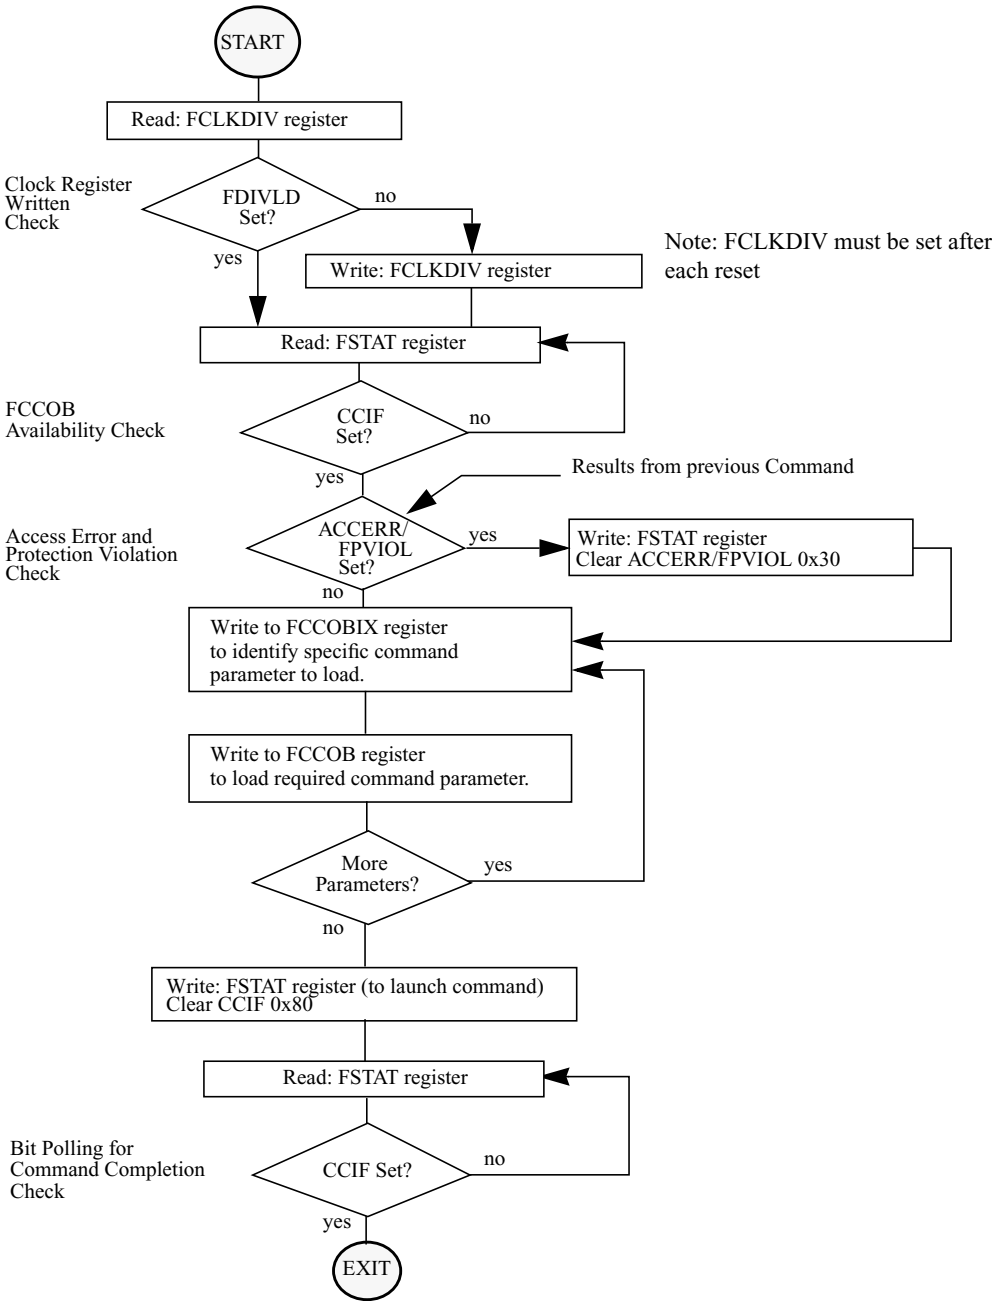 START
Read: FCLKDIV register
Clock Register
Written
Check
FDIVLD
Set?
no
yes
Write: FCLKDIV register
Note: FCLKDIV must be set after
each reset
Read: FSTAT register
FCCOB
Availability Check
CCIF
Set?
no
yes
Results from previous Command
Access Error and
Protection Violation
Check
ACCERR/
FPVIOL
Set?
yes
no
Write: FSTAT register
Clear ACCERR/FPVIOL 0x30
Write to FCCOBIX register
to identify specific command
parameter to load.
Write to FCCOB register
to load required command parameter.
More
Parameters?
yes
no
Write: FSTAT register (to launch command)
Clear CCIF 0x80
Read: FSTAT register
Bit Polling for
Command Completion
Check
CCIF Set?
no
yes
EXIT